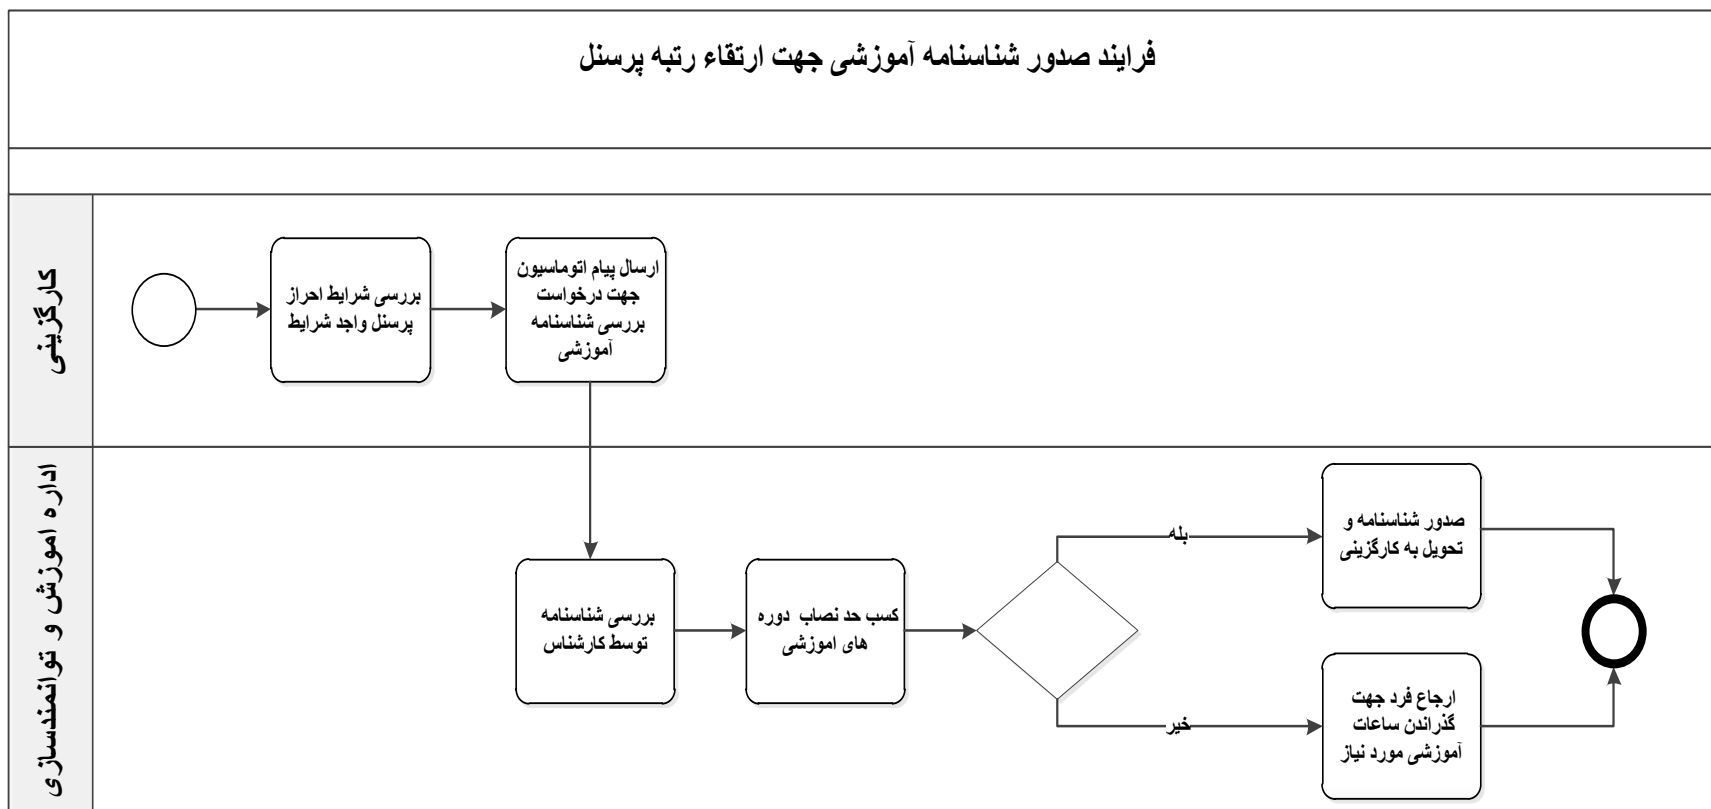 فرایند صدور شناسنامه آموزشی جهت ارتقاء رتبه پرسنل
کارگزینی
بررسی شرایط احراز
پرسنل واجد شرایط
ارسال پیام اتوماسیون
جهت درخواست
بررسی شناسنامه
آموزشی
اداره اموزش و توانمندسازی
بررسی شناسنامه
توسط کارشناس
کسب حد نصاب دوره
های اموزشی
بله
خیر
صدور شناسنامه و
تحویل به کارگزینی
ارجاع فرد جهت
گذراندن ساعات
آموزشی مورد نیاز